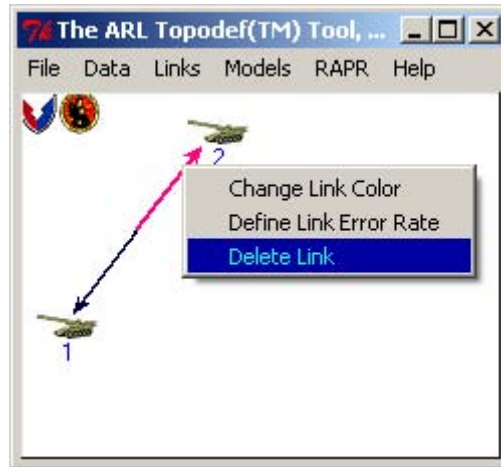 The ARL Topodef(TM) Tool, ...
File Data Links Models RAPR Help
2
Change Link Color
Define Link Error Rate
Delete Link
1